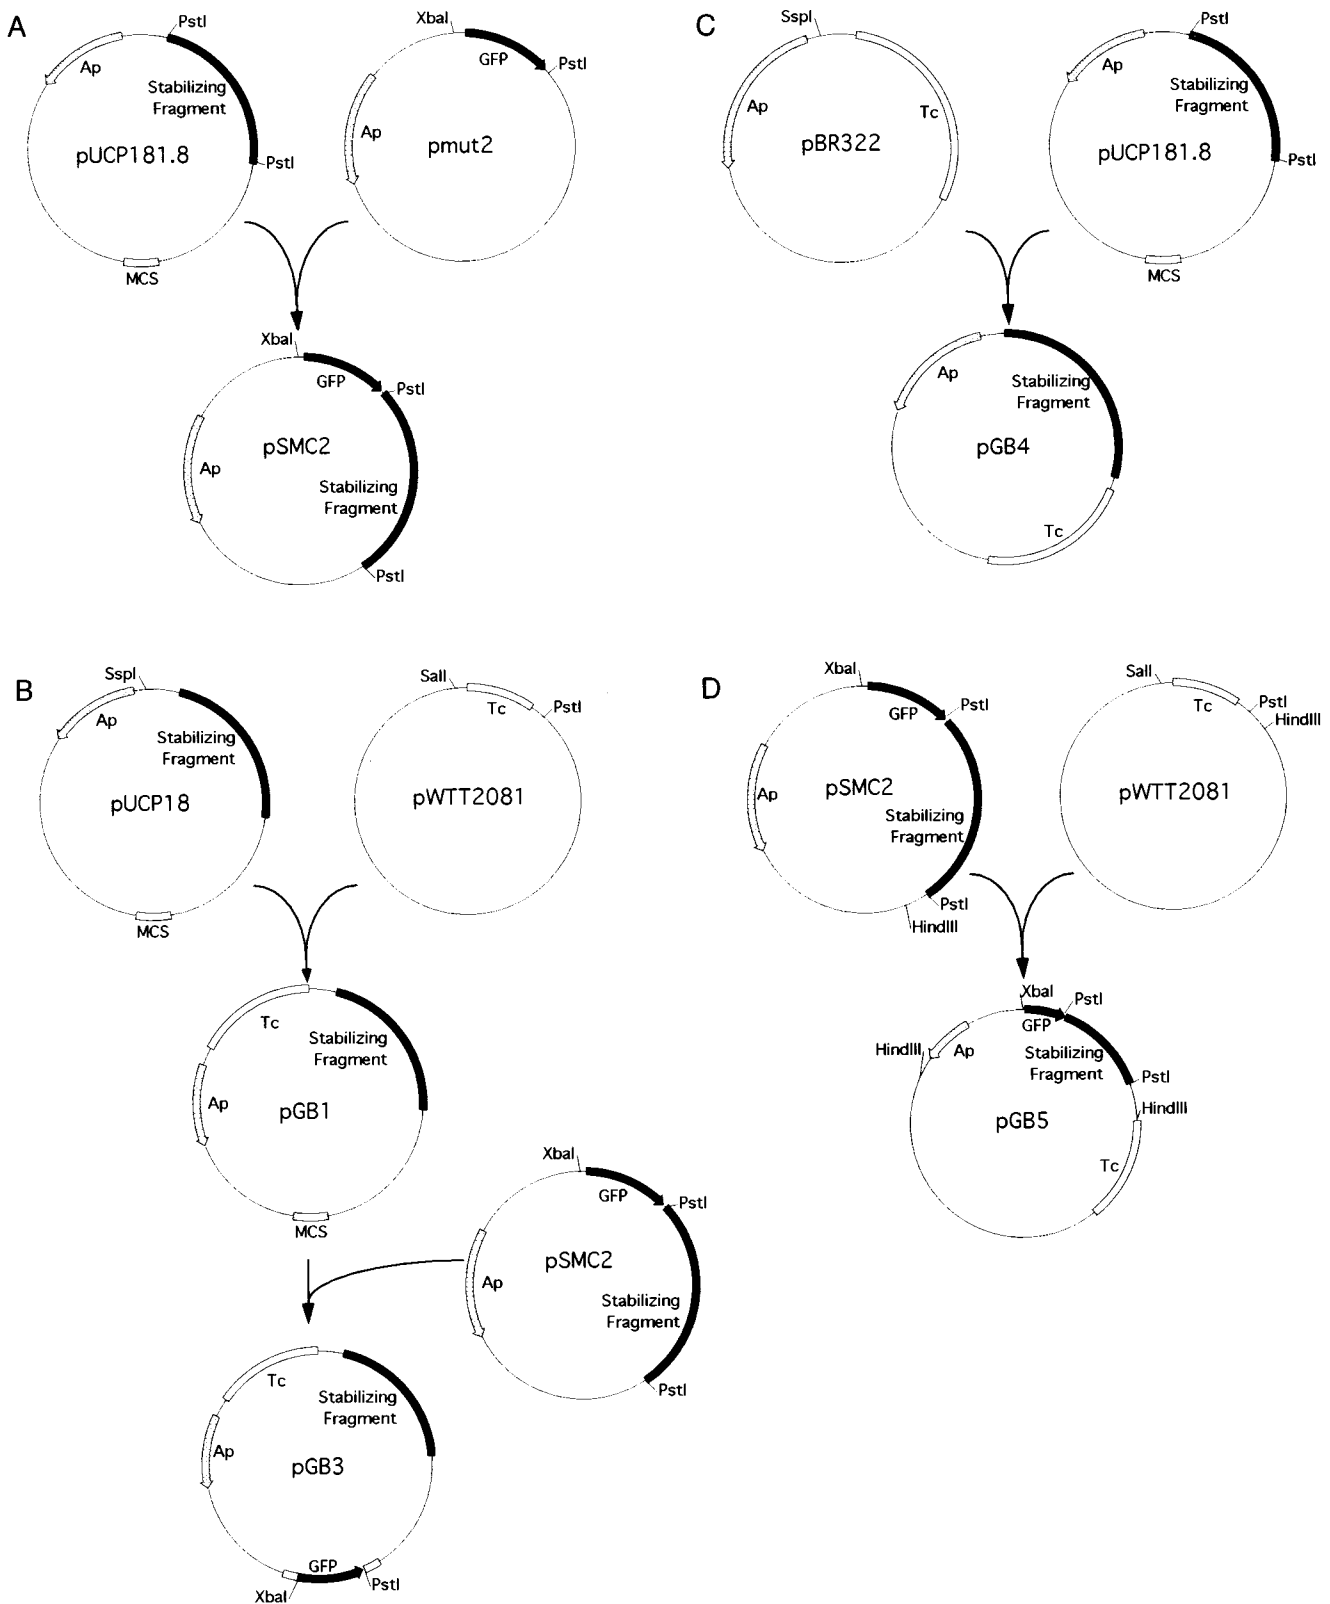 A
PstI
Ap
Stabilizing
Fragment
pUCP181.8
PstI
MCS
XbaI
GFP
PstI
Ap
pmut2
XbaI
GFP
PstI
pSMC2
Ap
Stabilizing
Fragment
PstI
C
SspI
Ap
Tc
pBR322
PstI
Ap
Stabilizing
Fragment
pUCP181.8
PstI
MCS
Ap
Stabilizing
Fragment
pGB4
Tc
B
SspI
Ap
Stabilizing
Fragment
pUCP18
MCS
SalI
Tc
PstI
pWTT2081
Tc
Stabilizing
Fragment
Ap
pGB1
MCS
XbaI
GFP
PstI
pSMC2
Ap
Stabilizing
Fragment
PstI
Tc
Stabilizing
Fragment
Ap
pGB3
GFP
XbaI
PstI
D
XbaI
GFP
PstI
pSMC2
Ap
Stabilizing
Fragment
PstI
HindIII
SalI
Tc
PstI
HindIII
pWTT2081
XbaI
PstI
GFP
HindIII
Ap
Stabilizing
Fragment
PstI
HindIII
pGB5
Tc